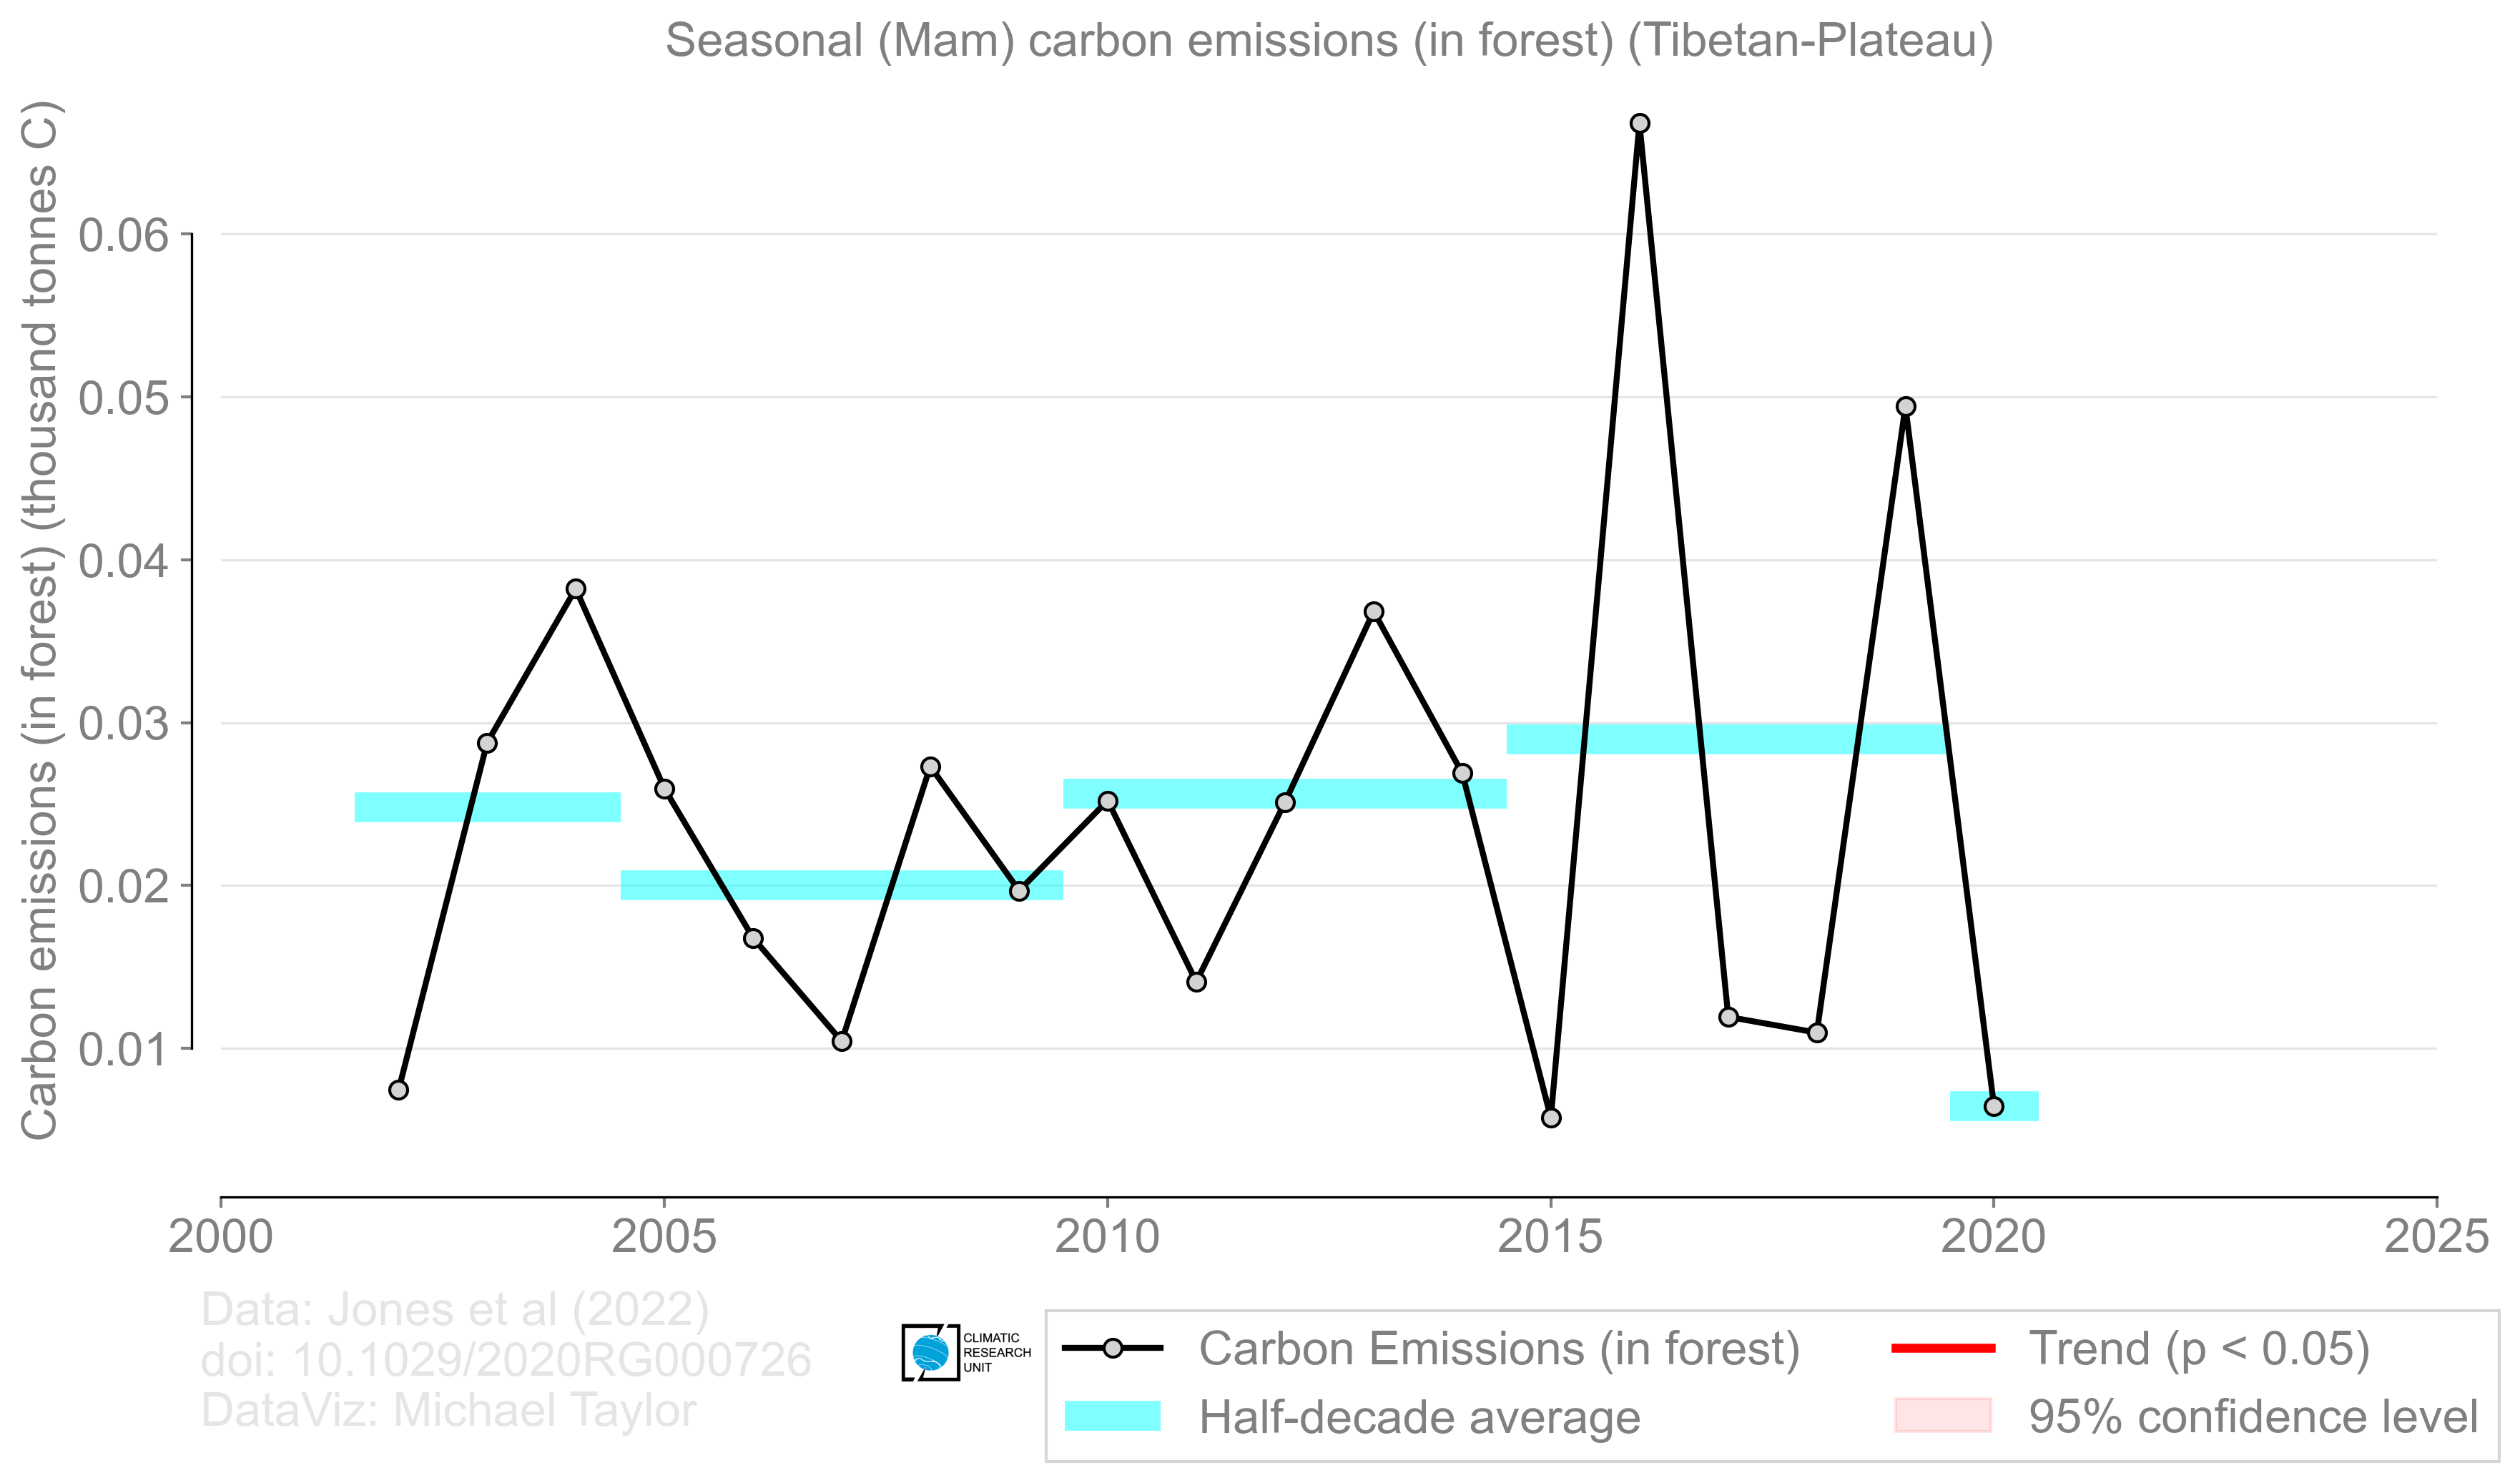 Seasonal (Mam) carbon emissions (in forest) (Tibetan-Plateau)
Carbon emissions (in forest) (thousand tonnes C)
0.06
0.05
0.04
0.03
0.02
0.01
2000
2005
2010
2015
2020
2025
Data: Jones et al (2022)
doi: 10.1029/2020RG000726
DataViz: Michael Taylor
CLIMATIC
RESEARCH
UNIT
Carbon Emissions (in forest)
Half-decade average
Trend (p < 0.05)
95% confidence level